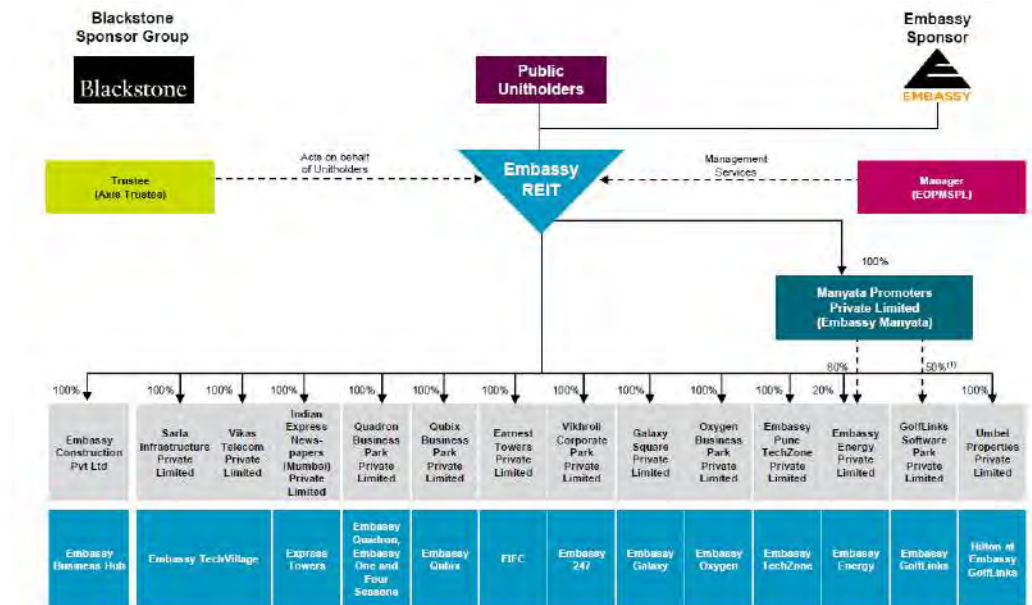 Blackstone
Sponsor Group
Blackstone
Public
Unitholders
Embassy
Sponsor
EMBASSY
Trustee
(Axis Trustee)
Acts on behalf
of Unitholders
Embassy
REIT
Management
Services
Manager
(EOPMSPL)
100%
Manyata Promoters
Private Limited
(Embassy Manyata)
80%
50%(1)
100%
100%
100%
100%
100%
100%
100%
100%
100%
100%
100%
20%
100%
Embassy
Construction
Pvt Ltd
Sarla
Infrastructure
Private
Limited
Vikas
Telecom
Private
Limited
Indian
Express
News-
papers
(Mumbai)
Private
Limited
Quadron
Business
Park
Private
Limited
Qubix
Business
Park
Private
Limited
Earnest
Towers
Private
Limited
Vikhroli
Corporate
Park
Private
Limited
Galaxy
Square
Private
Limited
Oxygen
Business
Park
Private
Limited
Embassy
Pune
TechZone
Private
Limited
Embassy
Energy
Private
Limited
GolfLinks
Software
Park
Private
Limited
Umbel
Properties
Private
Limited
Embassy
Business Hub
Embassy TechVillage
Express
Towers
Embassy
Quadron,
Embassy
One and
Four
Seasons
Embassy
Qubix
FIFC
Embassy
247
Embassy
Galaxy
Embassy
Oxygen
Embassy
TechZone
Embassy
Energy
Embassy
GolfLinks
Hilton at
Embassy
GolfLinks